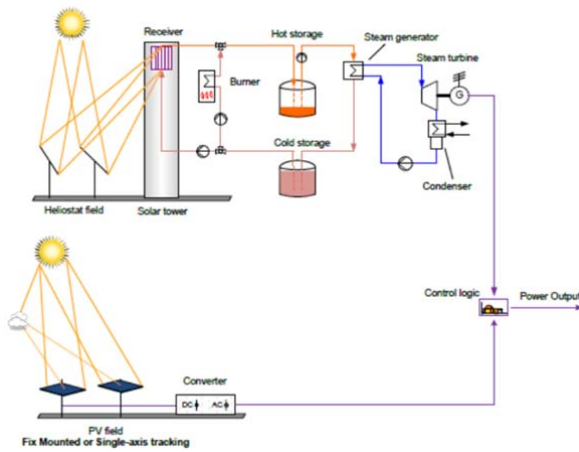 Receiver
Hot storage
Steam generator
Steam turbine
Burner
G
Cold storage
Condenser
Heliostat field
Solar tower
Control logic
Power Output
Converter
DC
AC
PV field
Fix Mounted or Single-axis tracking